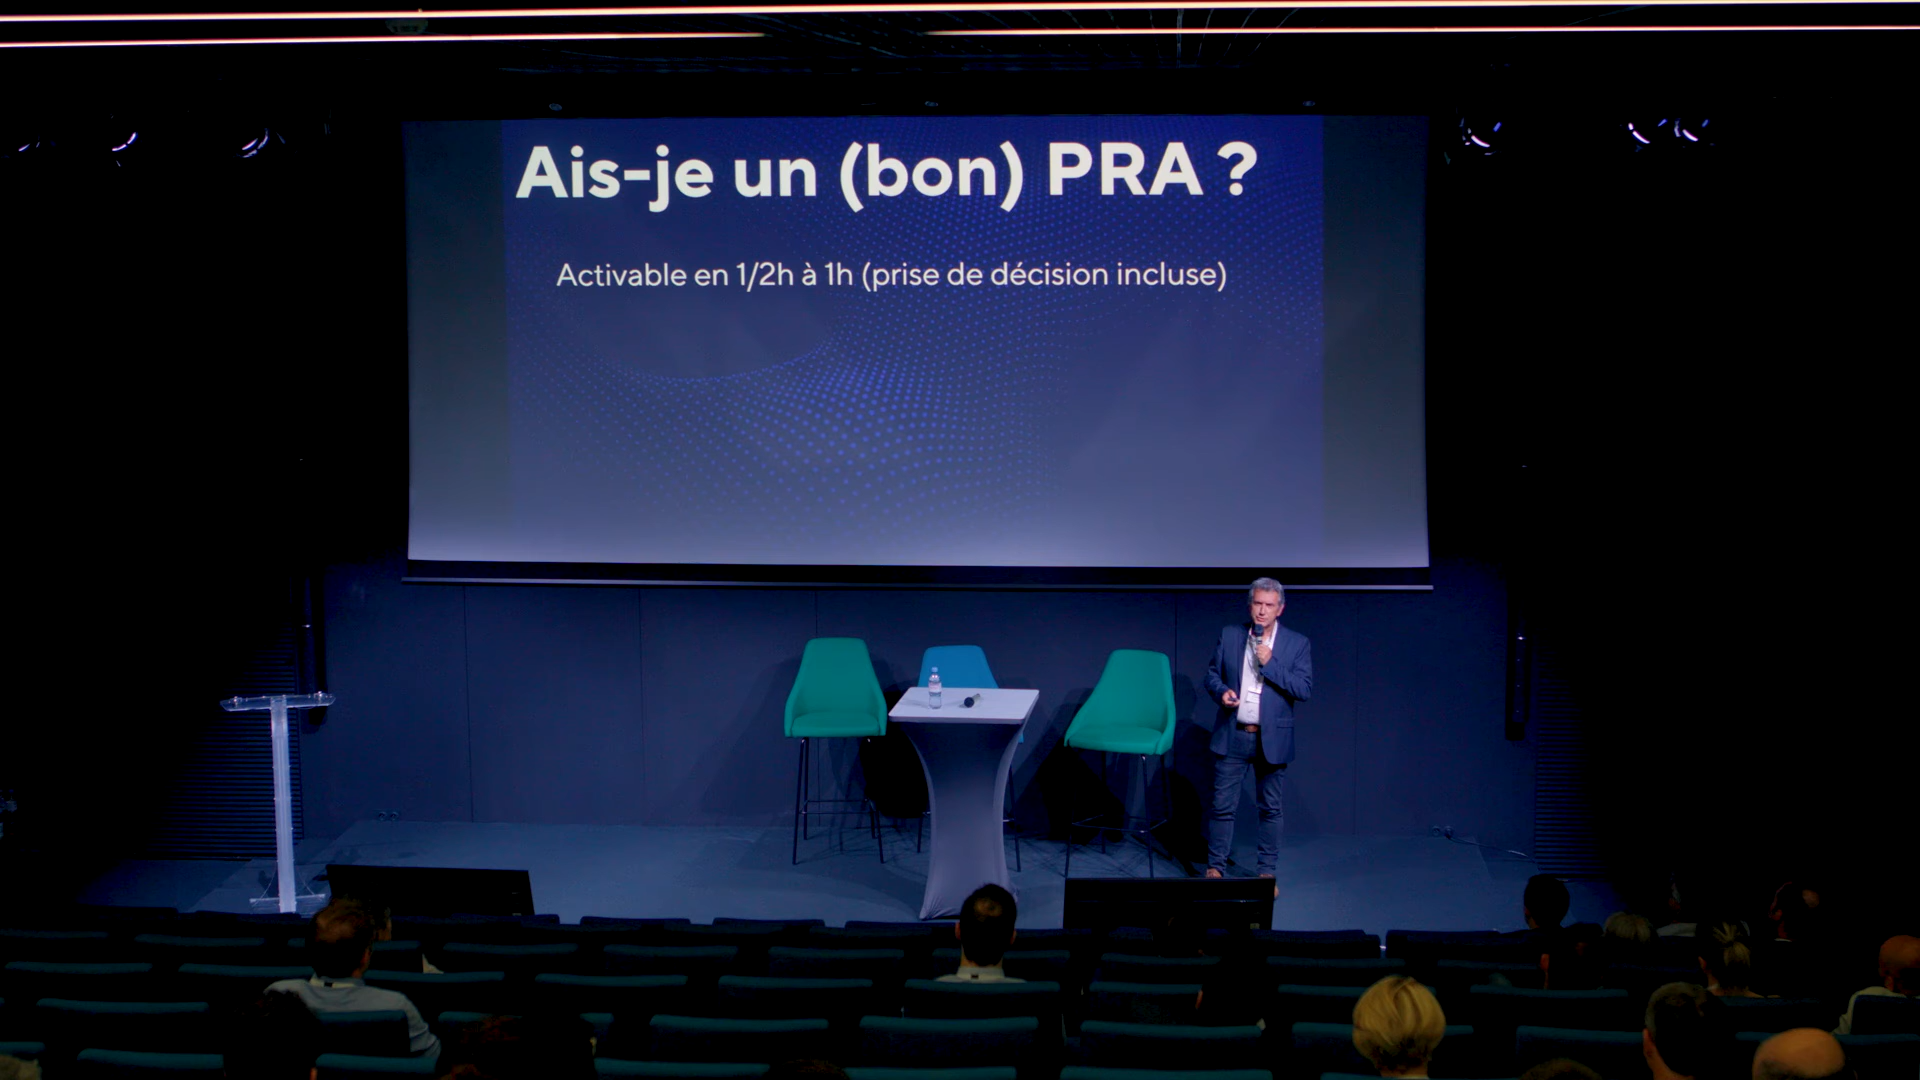 Ais-je un (bon) PRA ?
Activable en 1/2h à 1h (prise de décision incluse)